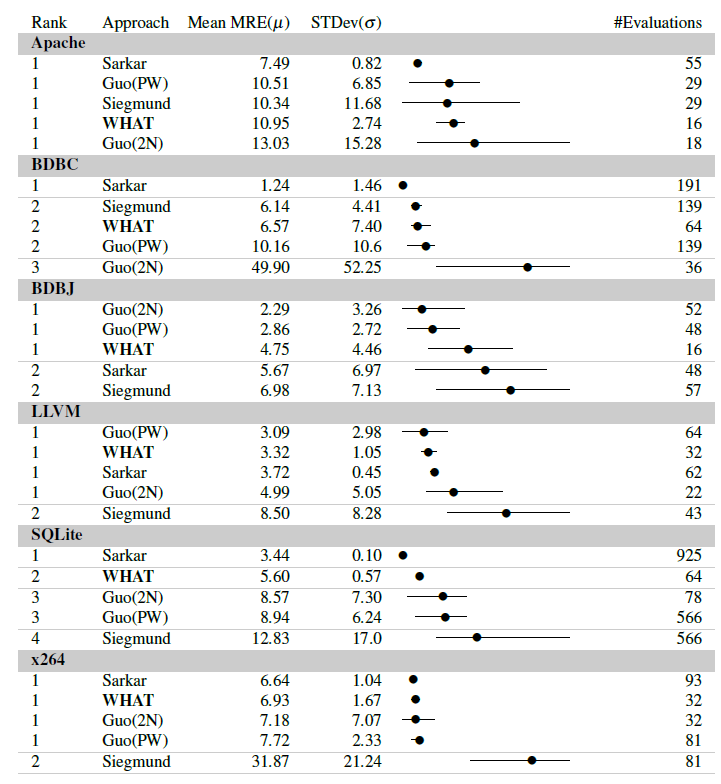 Rank Approach Mean MRE(μ) STDev(σ) #Evaluations
Apache
1 Sarkar 7.49 0.82 55
1 Guo(PW) 10.51 6.85 29
1 Siegmund 10.34 11.68 29
1 WHAT 10.95 2.74 16
1 Guo(2N) 13.03 15.28 18
BDBC
1 Sarkar 1.24 1.46 191
2 Siegmund 6.14 4.41 139
2 WHAT 6.57 7.40 64
2 Guo(PW) 10.16 10.6 139
3 Guo(2N) 49.90 52.25 36
BDBJ
1 Guo(2N) 2.29 3.26 52
1 Guo(PW) 2.86 2.72 48
1 WHAT 4.75 4.46 16
2 Sarkar 5.67 6.97 48
2 Siegmund 6.98 7.13 57
LLVM
1 Guo(PW) 3.09 2.98 64
1 WHAT 3.32 1.05 32
1 Sarkar 3.72 0.45 62
1 Guo(2N) 4.99 5.05 22
2 Siegmund 8.50 8.28 43
SQLite
1 Sarkar 3.44 0.10 925
2 WHAT 5.60 0.57 64
3 Guo(2N) 8.57 7.30 78
3 Guo(PW) 8.94 6.24 566
4 Siegmund 12.83 17.0 566
x264
1 Sarkar 6.64 1.04 93
1 WHAT 6.93 1.67 32
1 Guo(2N) 7.18 7.07 32
1 Guo(PW) 7.72 2.33 81
2 Siegmund 31.87 21.24 81